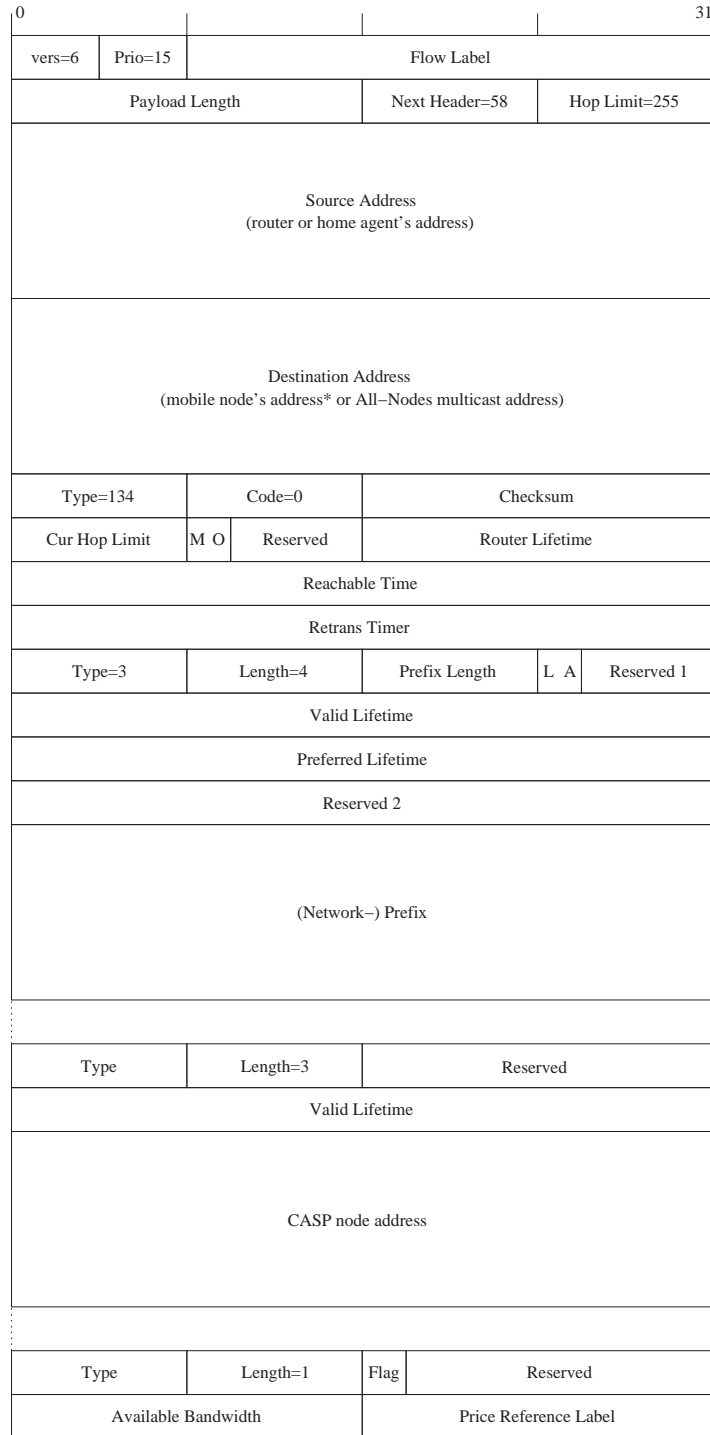 0 31
vers=6 Prio=15 Flow Label
Payload Length Next Header=58 Hop Limit=255
Source Address
(router or home agent's address)
Destination Address
(mobile node's address* or All−Nodes multicast address)
Type=134 Code=0 Checksum
Cur Hop Limit M O Reserved Router Lifetime
Reachable Time
Retrans Timer
Type=3 Length=4 Prefix Length L A Reserved 1
Valid Lifetime
Preferred Lifetime
Reserved 2
(Network−) Prefix
Type Length=3 Reserved
Valid Lifetime
CASP node address
Type Length=1 Flag Reserved
Available Bandwidth Price Reference Label